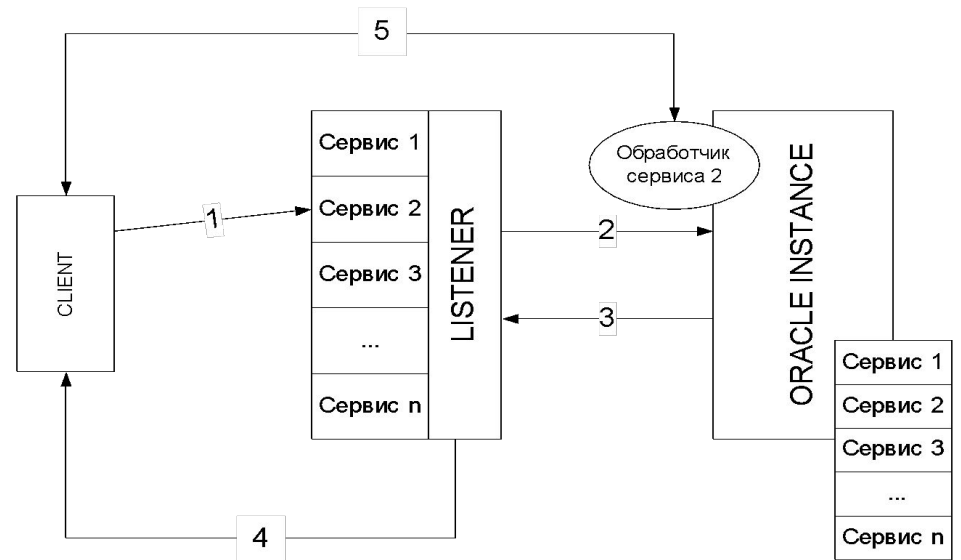 5
Сервис 1
Сервис 2
Сервис 3
...
Сервис n
LISTENER
Обработчик
сервиса 2
ORACLE INSTANCE
CLIENT
1
2
3
4
Сервис 1
Сервис 2
Сервис 3
...
Сервис n